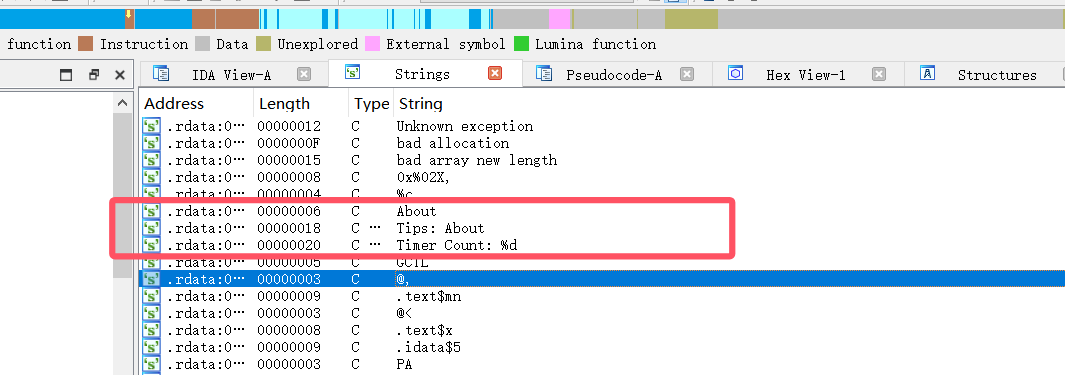 function Instruction Data Unexplored External symbol Lumina function
IDA View-A Strings Pseudocode-A Hex View-1 Structures
Address Length Type String
.rdata:0… 00000012 C Unknown exception
.rdata:0… 0000000F C bad allocation
.rdata:0… 00000015 C bad array new length
.rdata:0… 00000008 C 0x%02X,
.rdata:0… 00000004 C %c
.rdata:0… 00000006 C About
.rdata:0… 00000018 C … Tips: About
.rdata:0… 00000020 C … Timer Count: %d
.rdata:0… 00000005 C GCTL
.rdata:0… 00000003 C @,
.rdata:0… 00000009 C .text$mn
.rdata:0… 00000003 C @<
.rdata:0… 00000008 C .text$x
.rdata:0… 00000009 C .idata$5
.rdata:0… 00000003 C PA